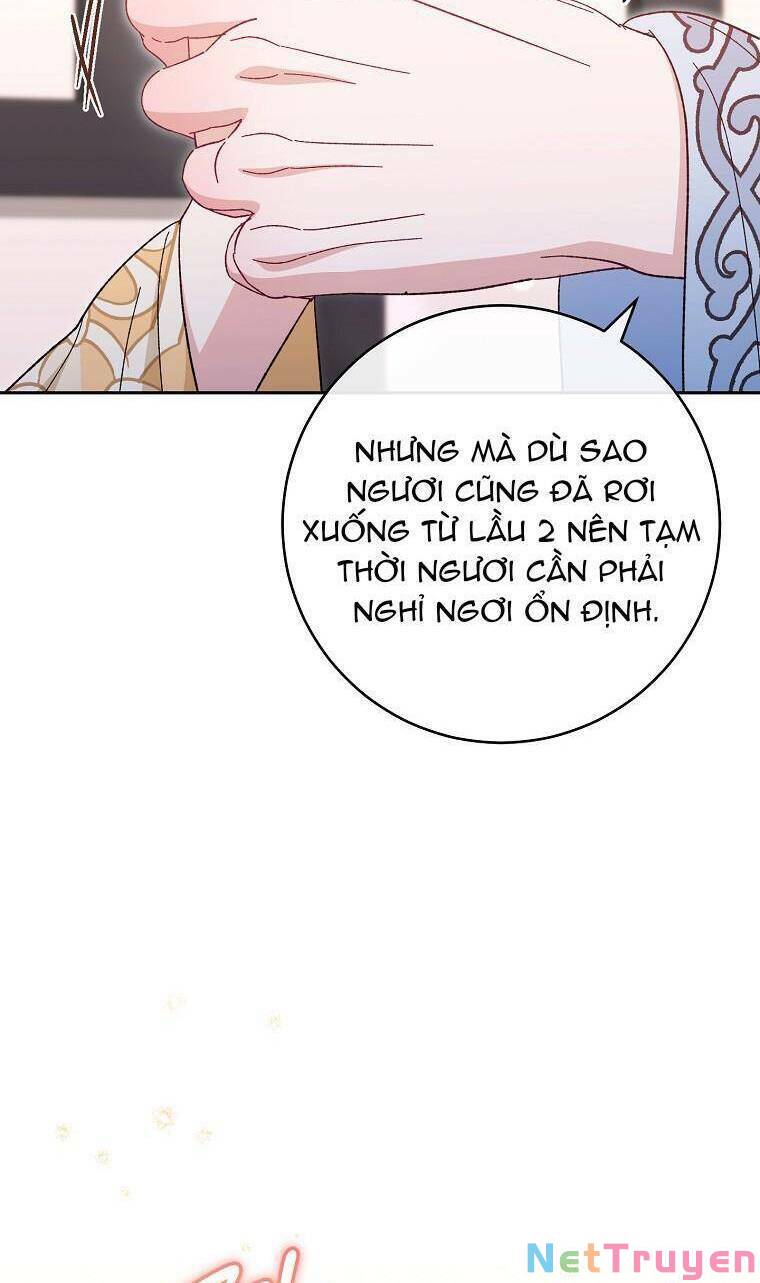 NHƯNG MÀ DÙ SAO
NGƯƠI CŨNG ĐÃ RƠI
XUỐNG TỪ LẦU 2 NÊN TẠM
THỜI NGƯƠI CẦN PHẢI
NGHỈ NGƠI ỔN ĐỊNH.
NetTruyen